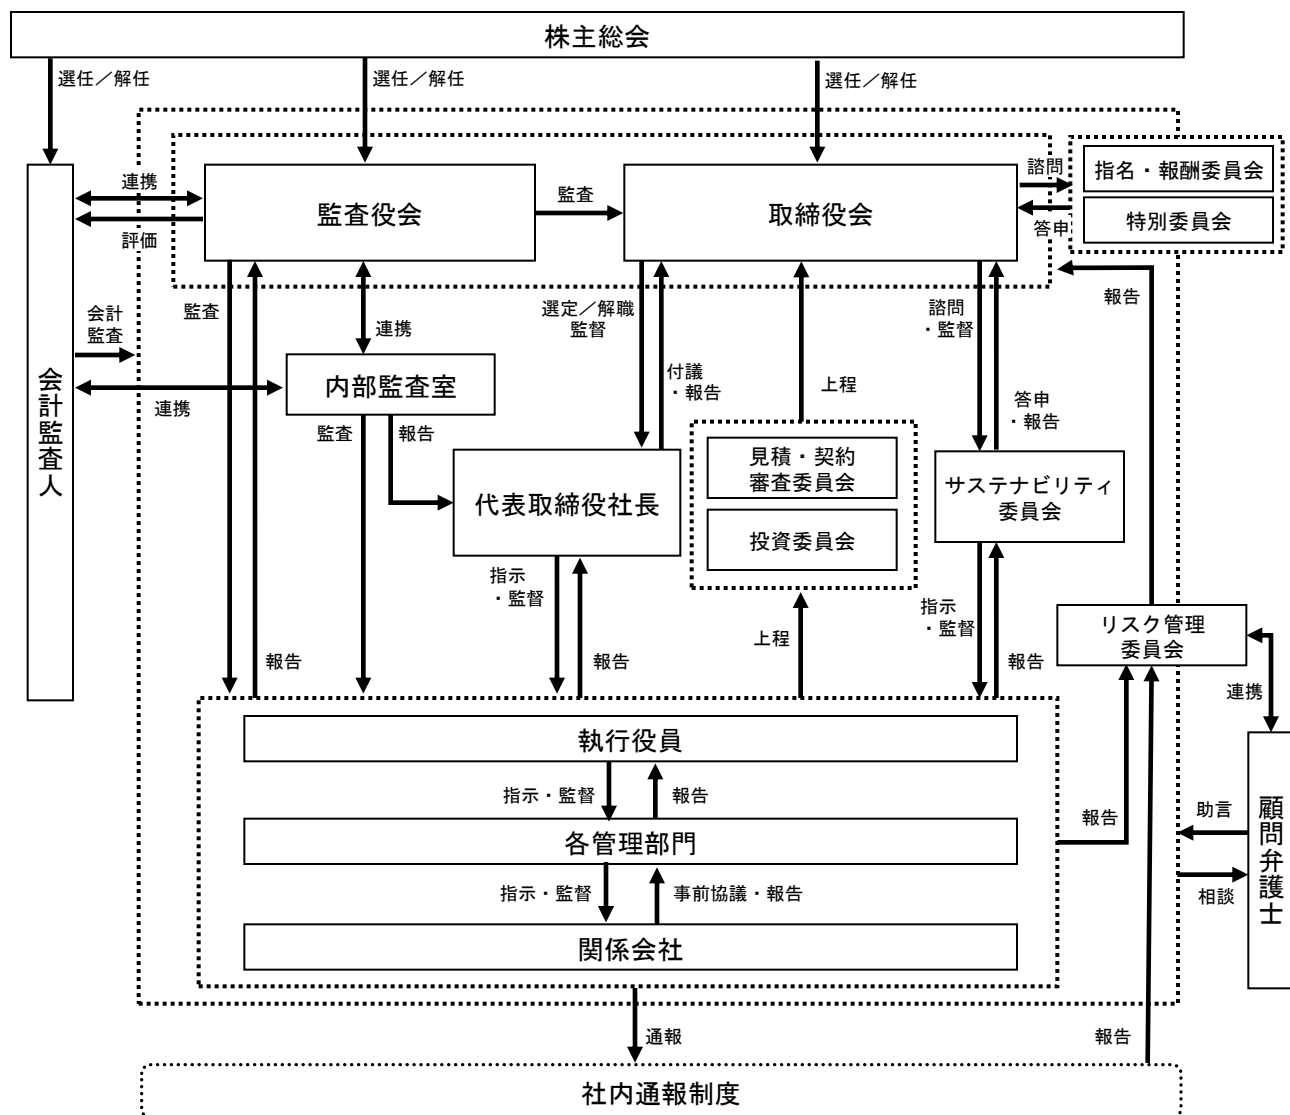 株主総会
選任／解任
選任／解任
選任／解任
諮問
指名・報酬委員会
連携
監査役会
監査
取締役会
特別委員会
答申
評価
会計
監査
監査
連携
選定／解職
監督
諮問
・監督
報告
会計監査人
内部監査室
付議
・報告
上程
答申
・報告
連携
監査
報告
代表取締役社長
見積・契約
審査委員会
投資委員会
サステナビリティ
委員会
指示
・監督
指示
・監督
リスク管理
委員会
報告
報告
上程
報告
連携
執行役員
指示・監督
報告
各管理部門
報告
助言
顧問弁護士
指示・監督
事前協議・報告
相談
関係会社
通報
報告
社内通報制度